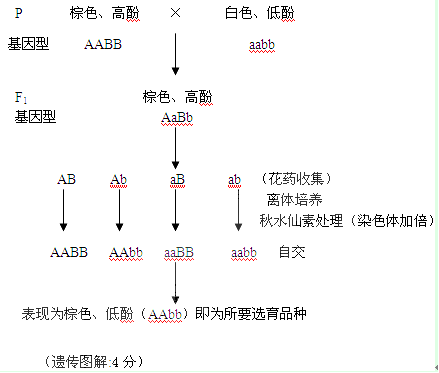 P 棕色、高酚 × 白色、低酚
基因型 AABB aabb
F1 棕色、高酚
基因型 AaBb
AB Ab aB ab （花药收集）
离体培养
秋水仙素处理（染色体加倍）
AABB AAbb aaBB aabb 自交
表现为棕色、低酚（AAbb）即为所要选育品种
（遗传图解:4分）